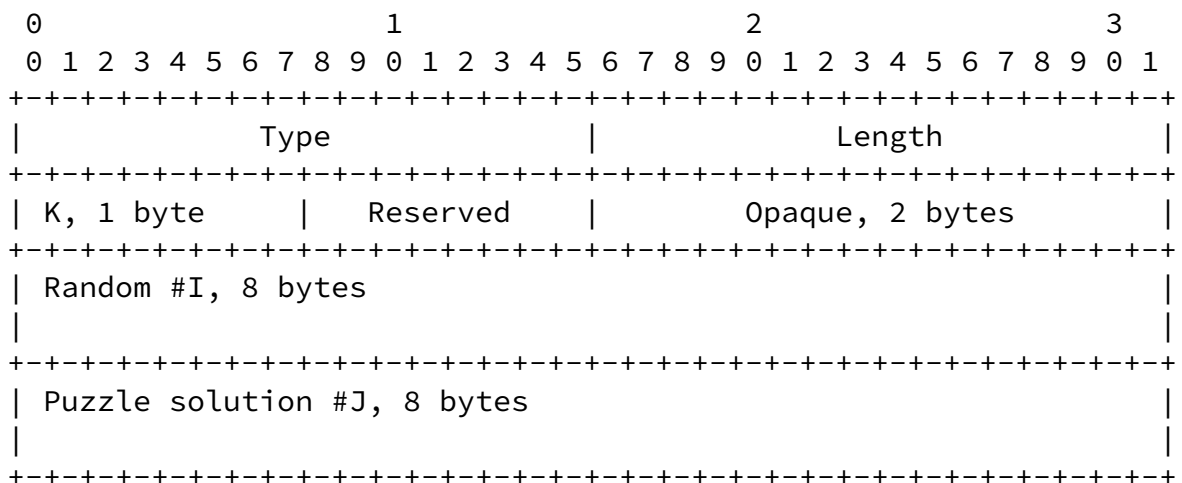 0                   1                   2                   3
 0 1 2 3 4 5 6 7 8 9 0 1 2 3 4 5 6 7 8 9 0 1 2 3 4 5 6 7 8 9 0 1
+-+-+-+-+-+-+-+-+-+-+-+-+-+-+-+-+-+-+-+-+-+-+-+-+-+-+-+-+-+-+-+-+
|             Type              |             Length            |
+-+-+-+-+-+-+-+-+-+-+-+-+-+-+-+-+-+-+-+-+-+-+-+-+-+-+-+-+-+-+-+-+
| K, 1 byte     |   Reserved    |        Opaque, 2 bytes        |
+-+-+-+-+-+-+-+-+-+-+-+-+-+-+-+-+-+-+-+-+-+-+-+-+-+-+-+-+-+-+-+-+
| Random #I, 8 bytes                                            |
|                                                               |
+-+-+-+-+-+-+-+-+-+-+-+-+-+-+-+-+-+-+-+-+-+-+-+-+-+-+-+-+-+-+-+-+
| Puzzle solution #J, 8 bytes                                   |
|                                                               |
+-+-+-+-+-+-+-+-+-+-+-+-+-+-+-+-+-+-+-+-+-+-+-+-+-+-+-+-+-+-+-+-+